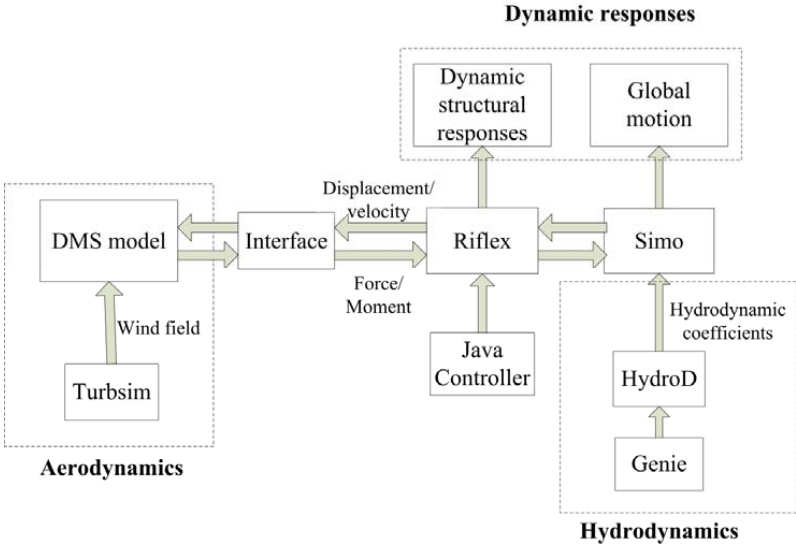 Dynamic responses
Dynamic
structural
responses
Global
motion
Displacement/
velocity
DMS model
Interface
Riflex
Simo
Force/
Moment
Wind field
Hydrodynamic
coefficients
Java
Controller
HydroD
Turbsim
Genie
Aerodynamics
Hydrodynamics